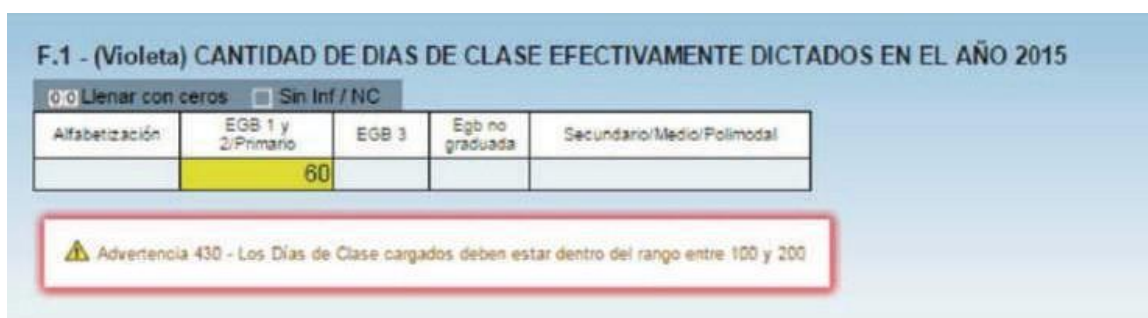 F.1 - (Violeta) CANTIDAD DE DIAS DE CLASE EFECTIVAMENTE DICTADOS EN EL AÑO 2015
0 0 Llenar con ceros Sin Inf / NC
Alfabetización EGB 1 y 2/Primario EGB 3 Egb no graduada Secundario/Medio/Polimodal
60
Advertencia 430 - Los Días de Clase cargados deben estar dentro del rango entre 100 y 200